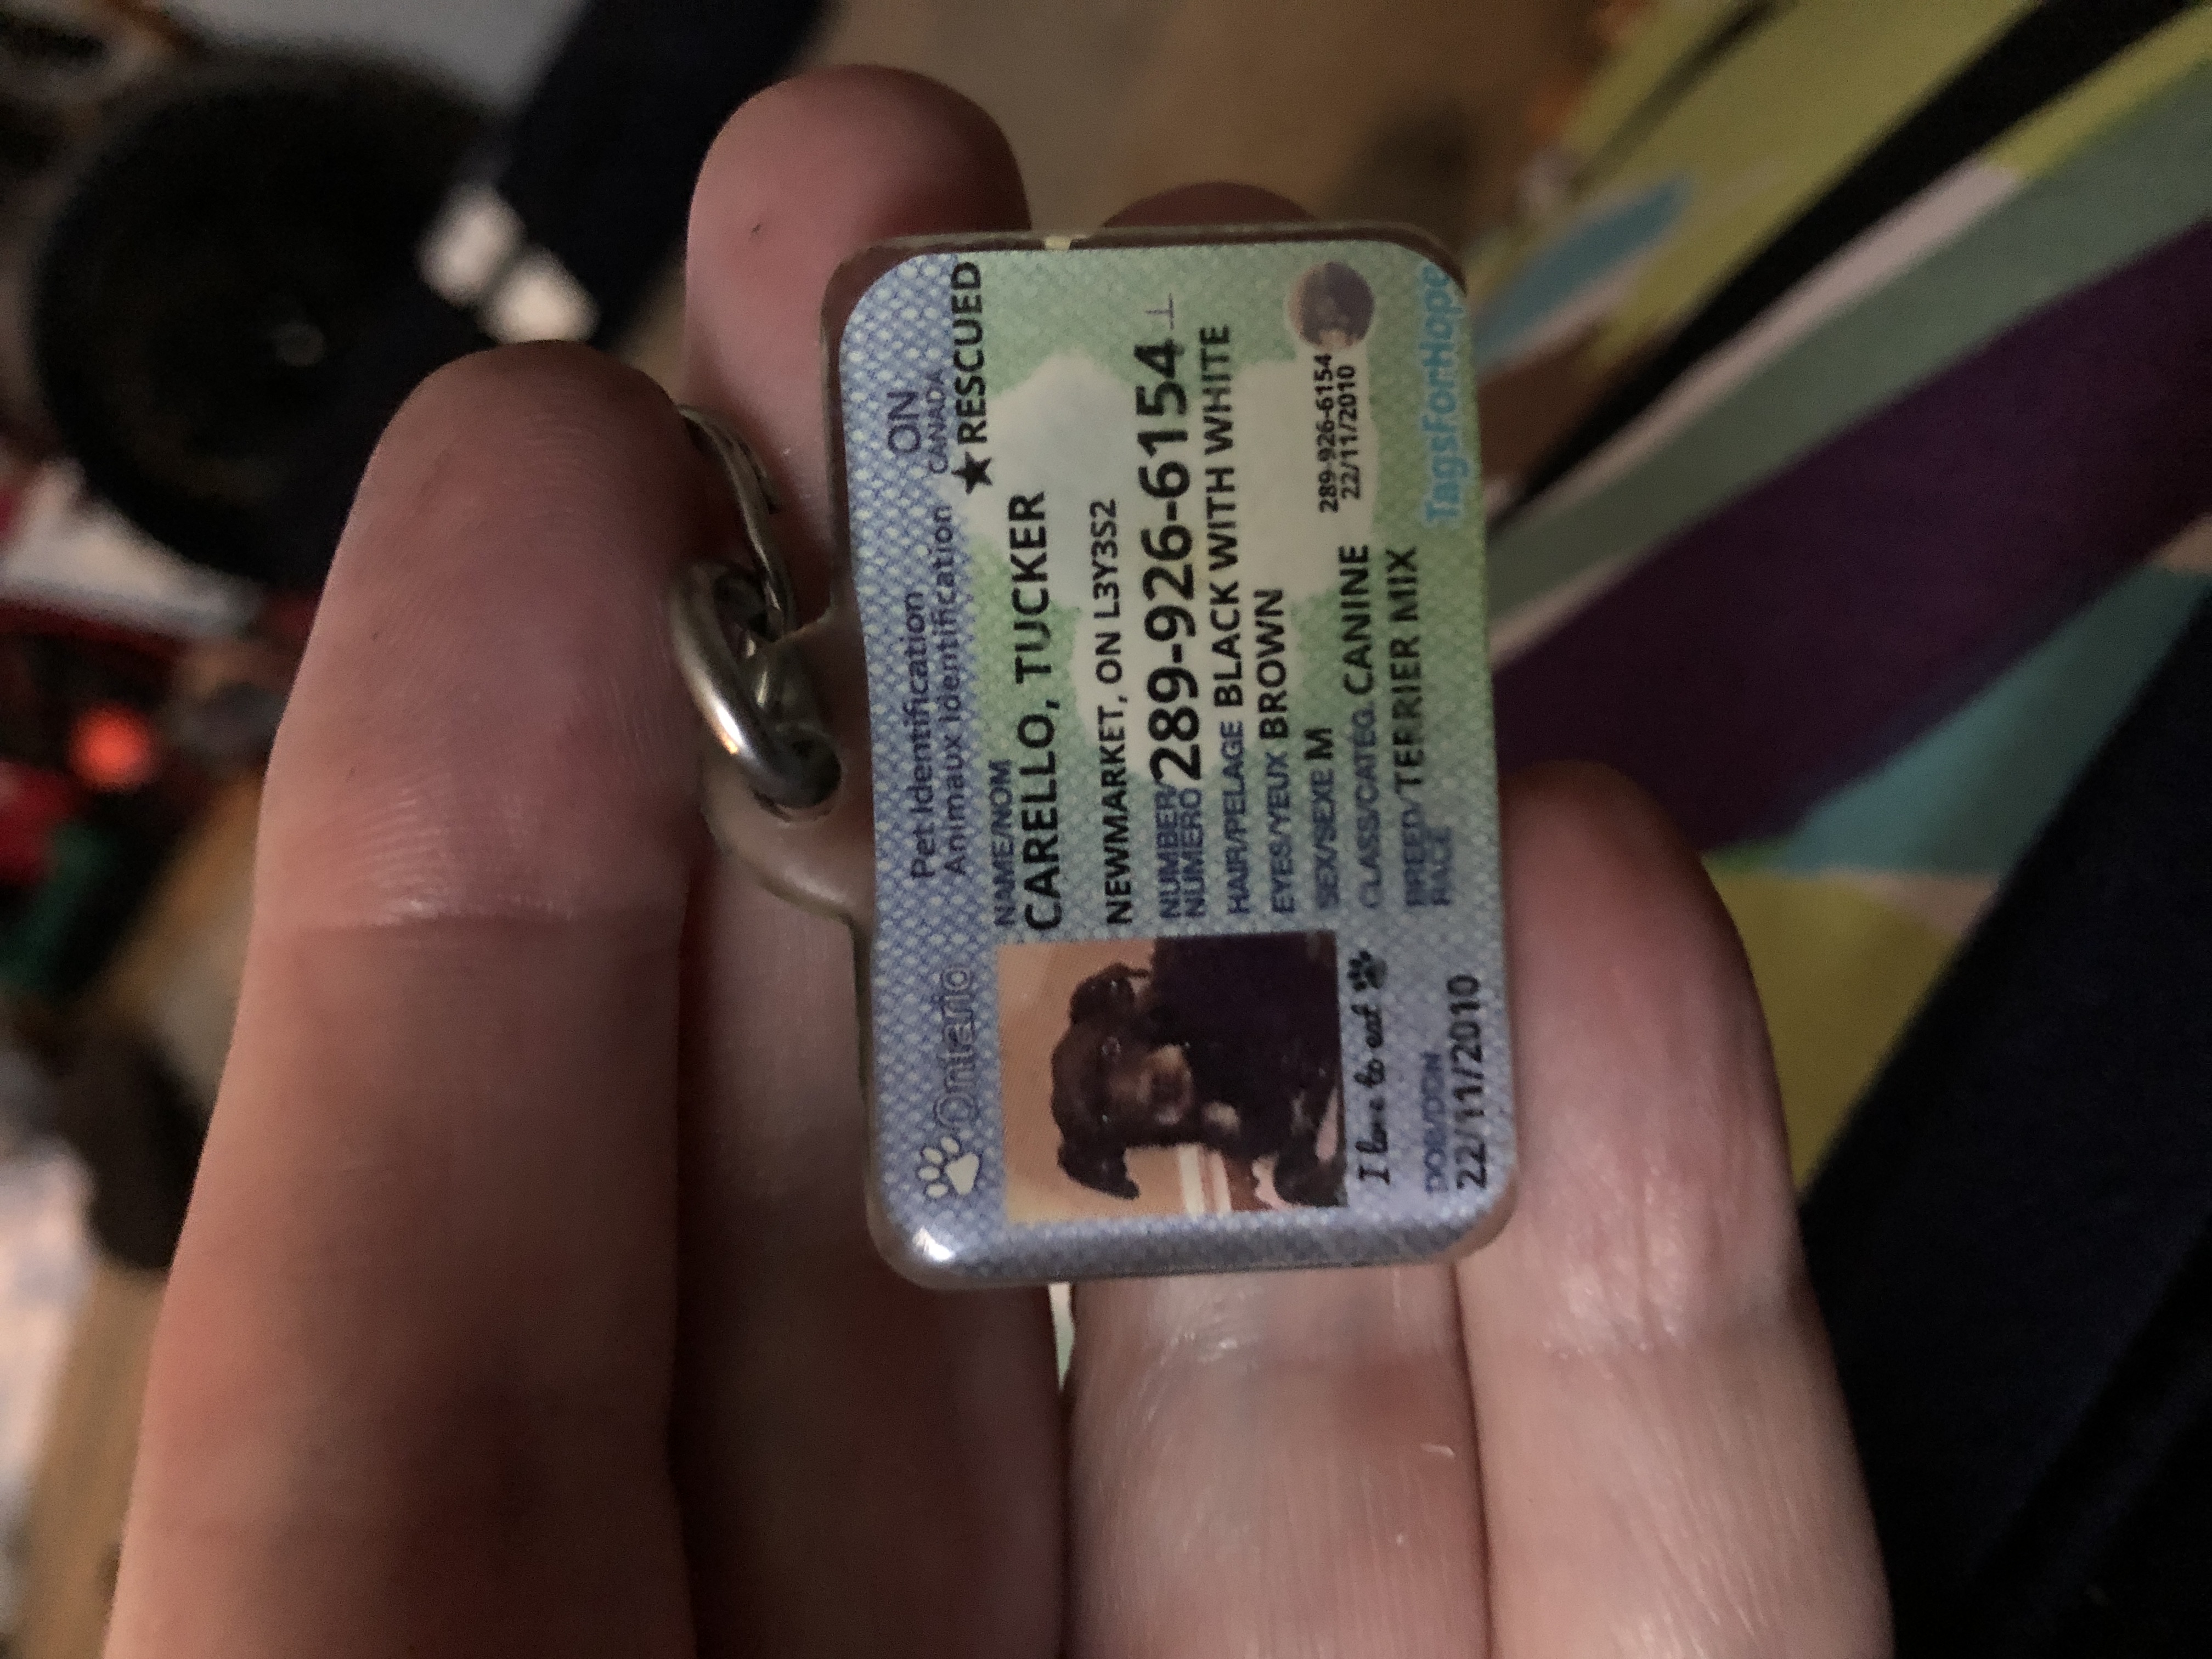 Ontario
Pet Identification
Animaux Identification
ON
CANADA
NAME/NOM
★RESCUED
CARELLO, TUCKER
NEWMARKET, ON L3Y3S2
NUMBER/
NUMERO 289-926-6154
HAIR/PELAGE BLACK WITH WHITE
EYES/YEUX BROWN
SEX/SEXE M
CLASS/CATEG. CANINE
BREED/
RACE TERRIER MIX
289-926-6154
22/11/2010
I love to eat
DOB/DDN
22/11/2010
TagsForHope